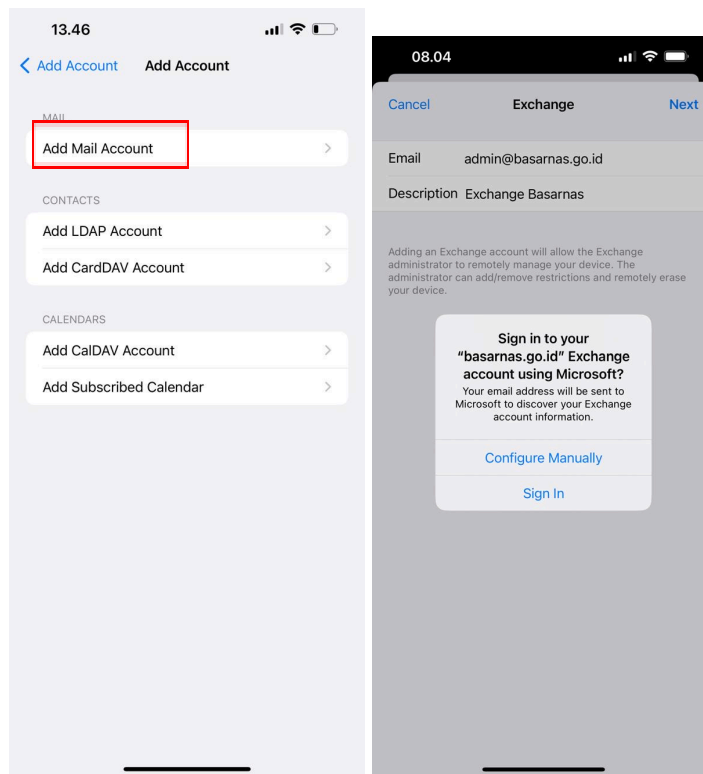 13.46
Add Account
Add Account
MAIL
Add Mail Account
CONTACTS
Add LDAP Account
Add CardDAV Account
CALENDARS
Add CalDAV Account
Add Subscribed Calendar
08.04
Cancel
Exchange
Next
Email admin@basarnas.go.id
Description Exchange Basarnas
Adding an Exchange account will allow the Exchange
administrator to remotely manage your device. The
administrator can add/remove restrictions and remotely erase
your device.
Sign in to your
“basarnas.go.id” Exchange
account using Microsoft?
Your email address will be sent to
Microsoft to discover your Exchange
account information.
Configure Manually
Sign In